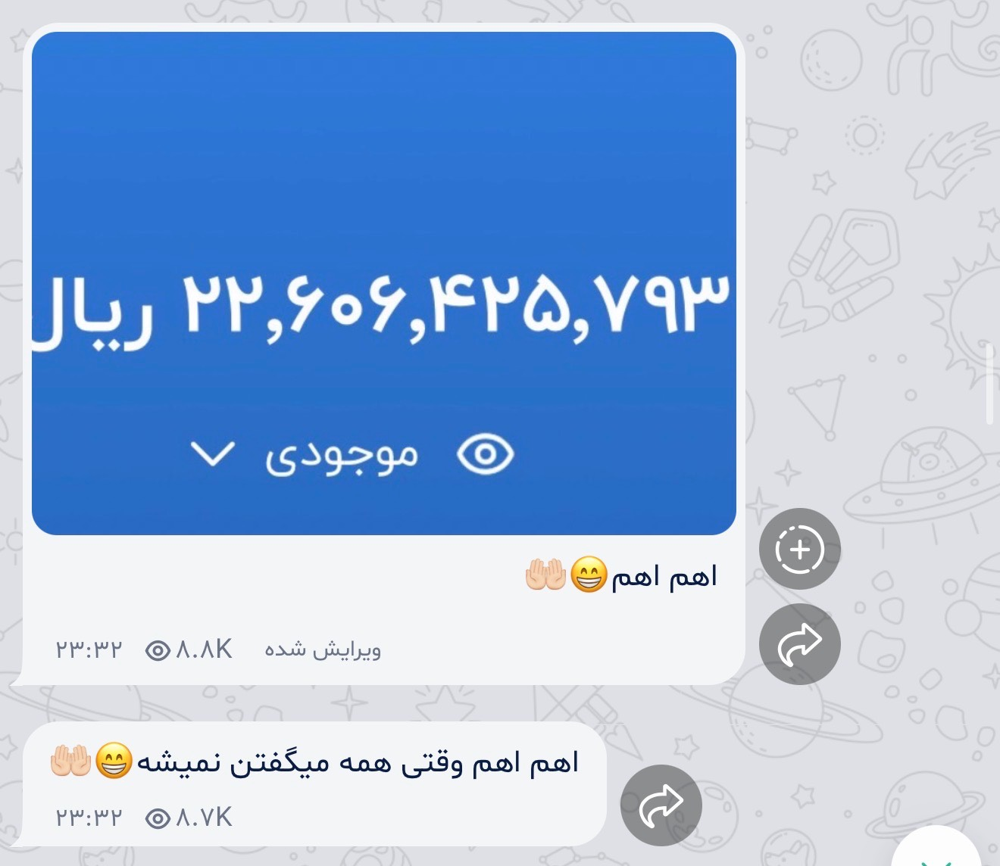 ۲۲,۶۰۶,۴۲۵,۷۹۳ ریال
موجودی
اهم اهم😁🤲🏻
ویرایش شده ۸.۸K ۲۳:۳۲
اهم اهم وقتی همه میگفتن نمیشه😁🤲🏻
۸.۷K ۲۳:۳۲